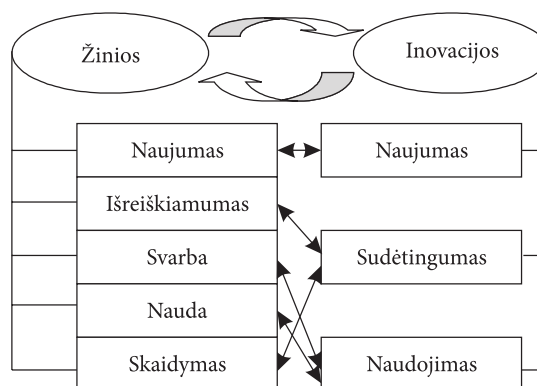 Žinios
Inovacijos
Naujumas
Naujumas
Išreiškiamumas
Svarba
Sudėtingumas
Nauda
Skaidymas
Naudojimas